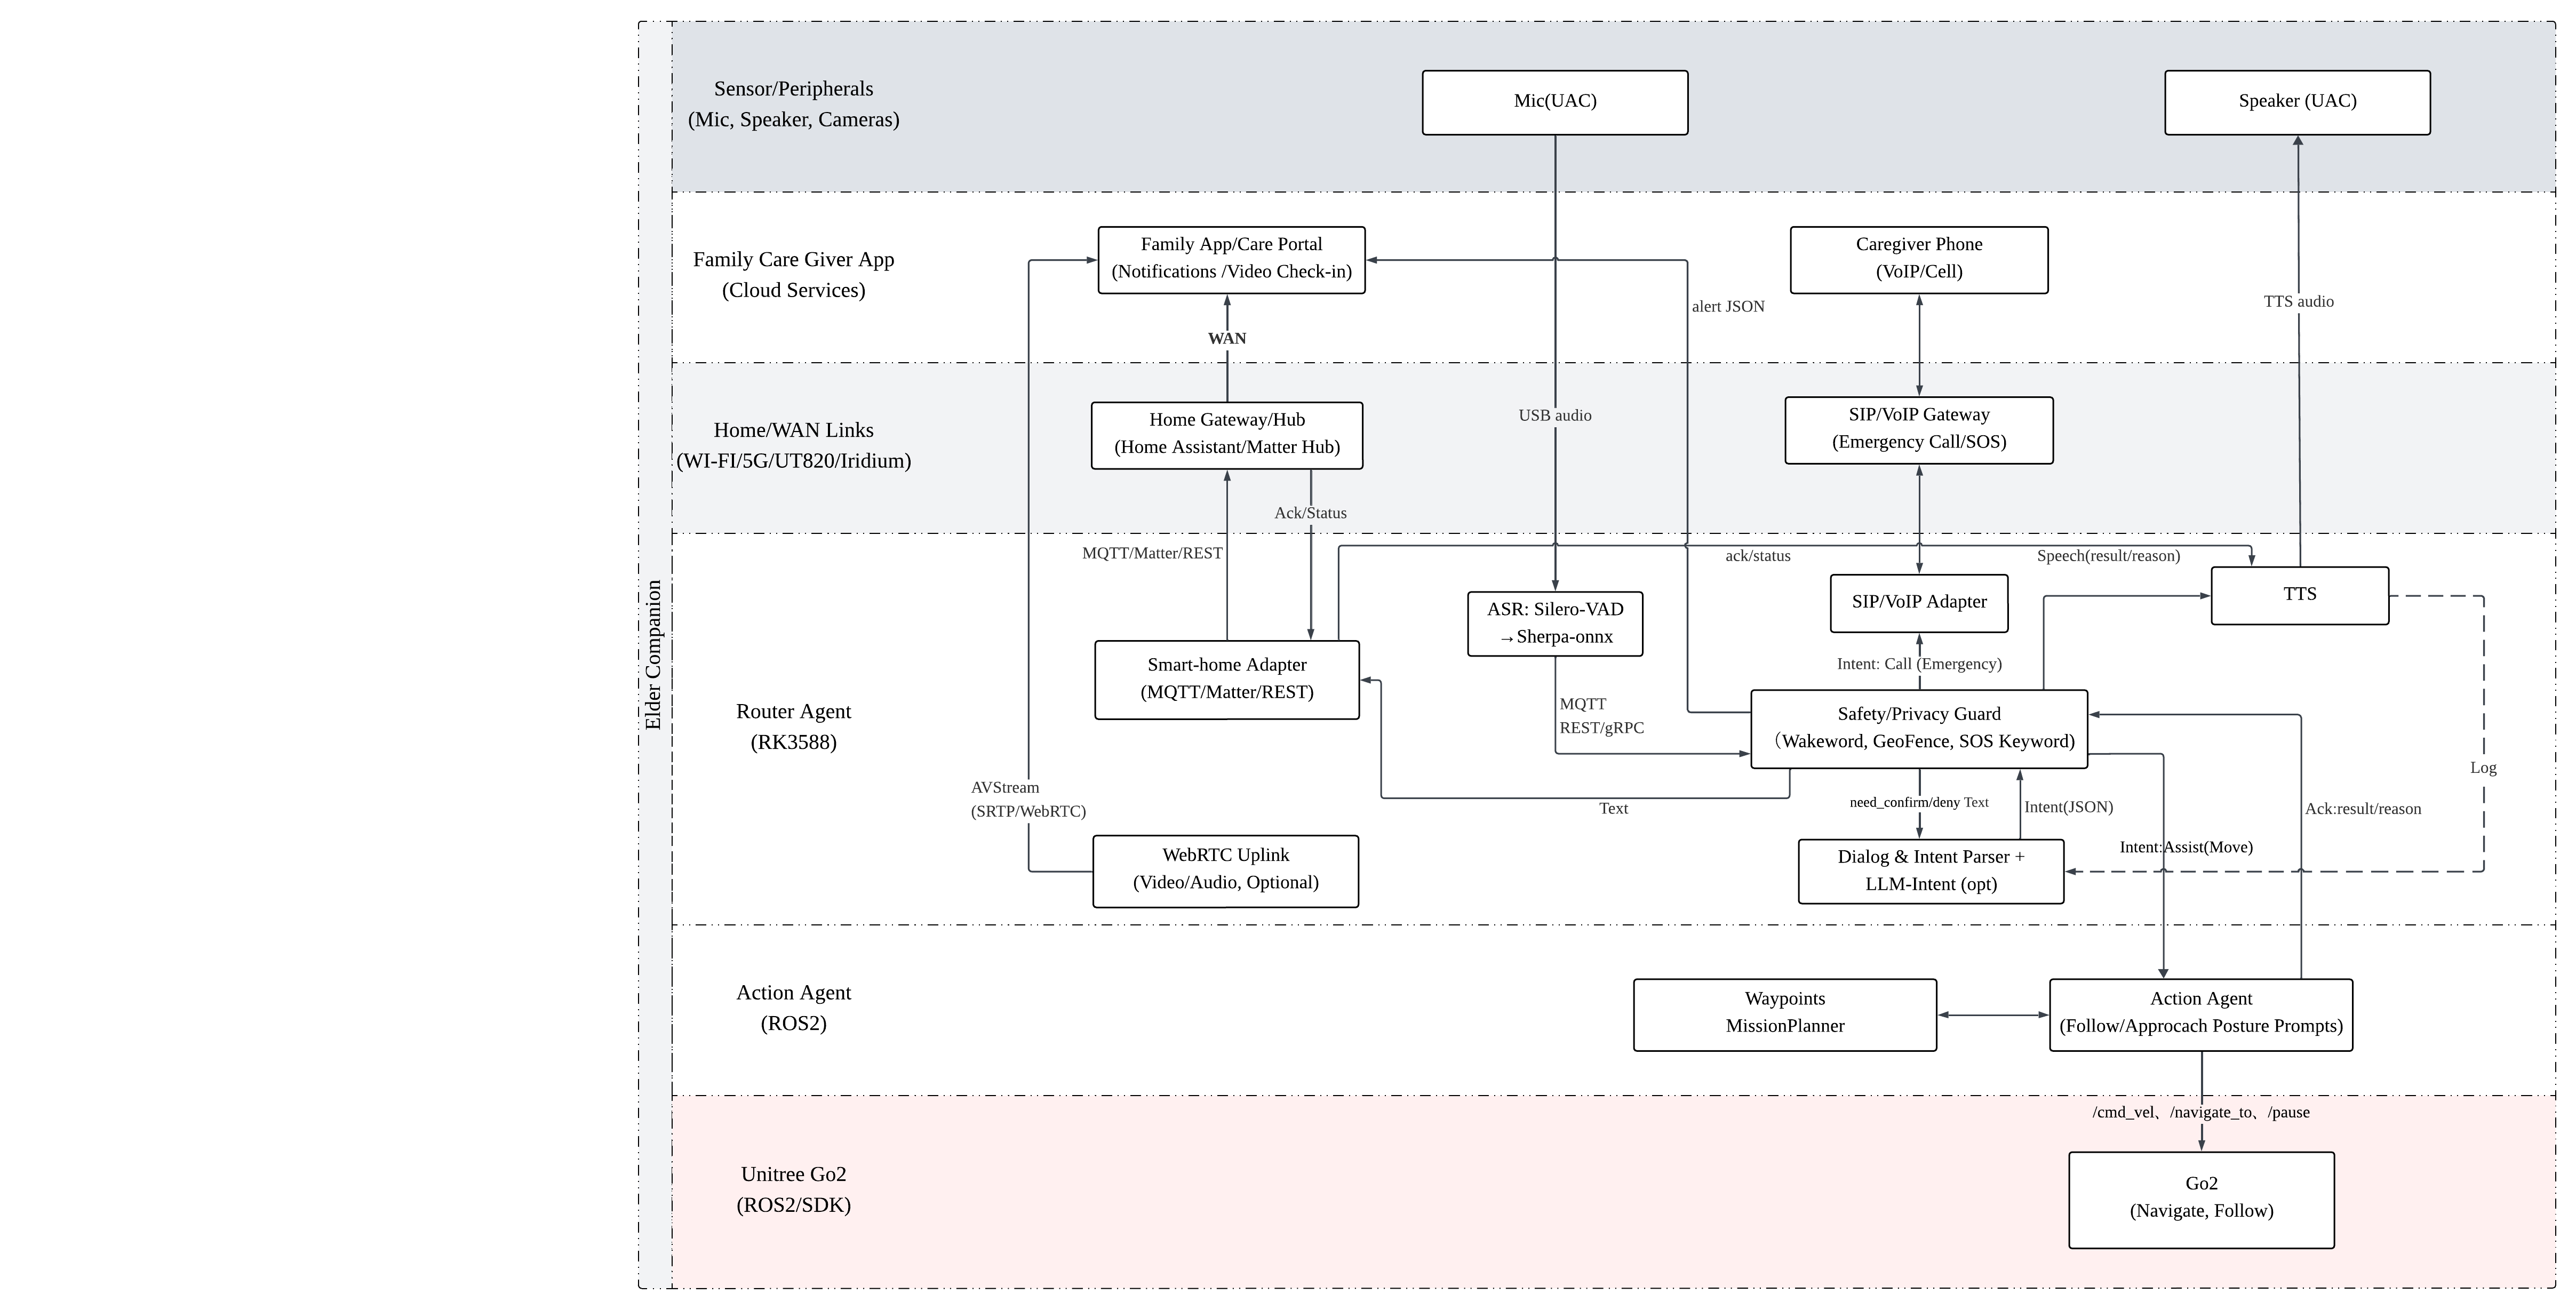 Elder Companion
Sensor/Peripherals
(Mic, Speaker, Cameras)
Mic(UAC)
Speaker (UAC)
Family Care Giver App
(Cloud Services)
Family App/Care Portal
(Notifications /Video Check-in)
Caregiver Phone
(VoIP/Cell)
alert JSON
TTS audio
WAN
Home/WAN Links
(WI-FI/5G/UT820/Iridium)
Home Gateway/Hub
(Home Assistant/Matter Hub)
USB audio
SIP/VoIP Gateway
(Emergency Call/SOS)
Ack/Status
MQTT/Matter/REST
ack/status
Speech(result/reason)
Router Agent
(RK3588)
ASR: Silero-VAD
→Sherpa-onnx
SIP/VoIP Adapter
TTS
Smart-home Adapter
(MQTT/Matter/REST)
Intent: Call (Emergency)
MQTT
REST/gRPC
Safety/Privacy Guard
（Wakeword, GeoFence, SOS Keyword)
Log
AVStream
(SRTP/WebRTC)
Text
need_confirm/deny Text
Intent(JSON)
Ack:result/reason
Intent:Assist(Move)
WebRTC Uplink
(Video/Audio, Optional)
Dialog & Intent Parser +
LLM-Intent (opt)
Action Agent
(ROS2)
Waypoints
MissionPlanner
Action Agent
(Follow/Approcach Posture Prompts)
/cmd_vel、/navigate_to、/pause
Unitree Go2
(ROS2/SDK)
Go2
(Navigate, Follow)